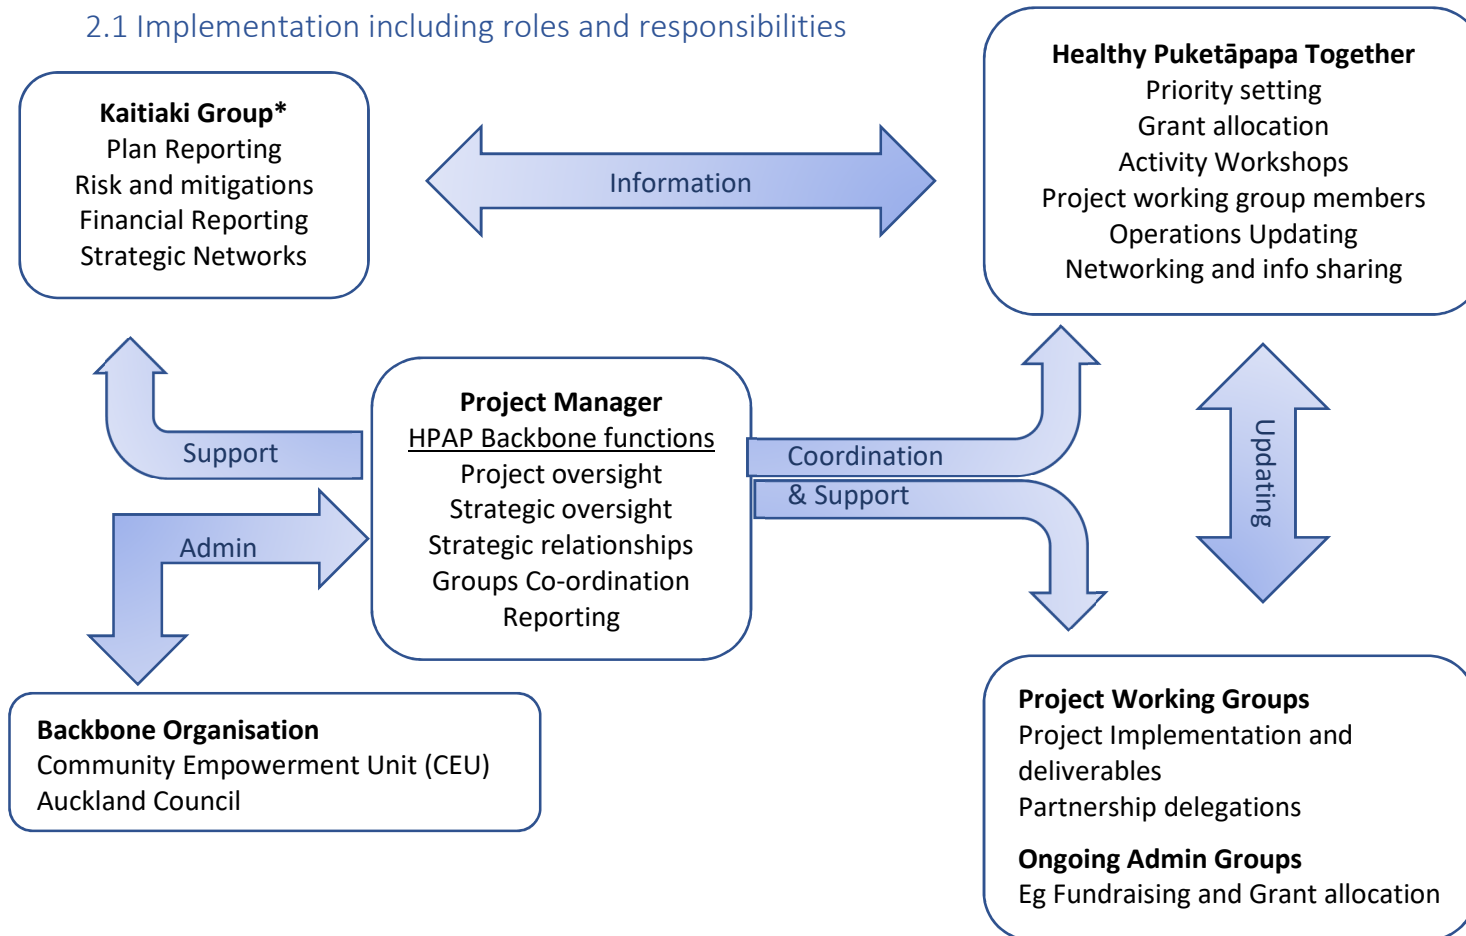 2.1 Implementation including roles and responsibilities
Kaitiaki Group*
Plan Reporting
Risk and mitigations
Financial Reporting
Strategic Networks
Information
Healthy Puketāpapa Together
Priority setting
Grant allocation
Activity Workshops
Project working group members
Operations Updating
Networking and info sharing
Support
Admin
Project Manager
HPAP Backbone functions
Project oversight
Strategic oversight
Strategic relationships
Groups Co-ordination
Reporting
Coordination
& Support
Updating
Backbone Organisation
Community Empowerment Unit (CEU)
Auckland Council
Project Working Groups
Project Implementation and
deliverables
Partnership delegations
Ongoing Admin Groups
Eg Fundraising and Grant allocation